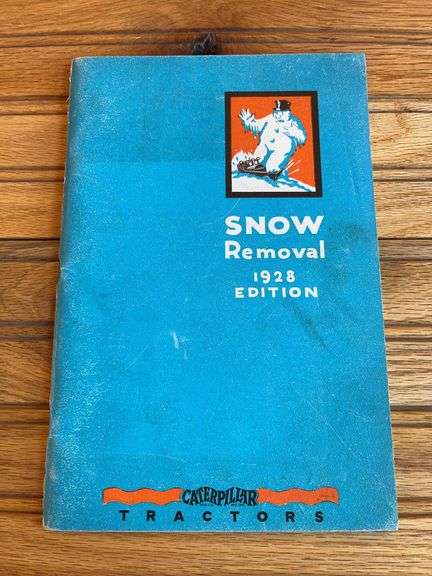 SNOW
Removal
1928
EDITION
CATERPILLAR
TRACTORS